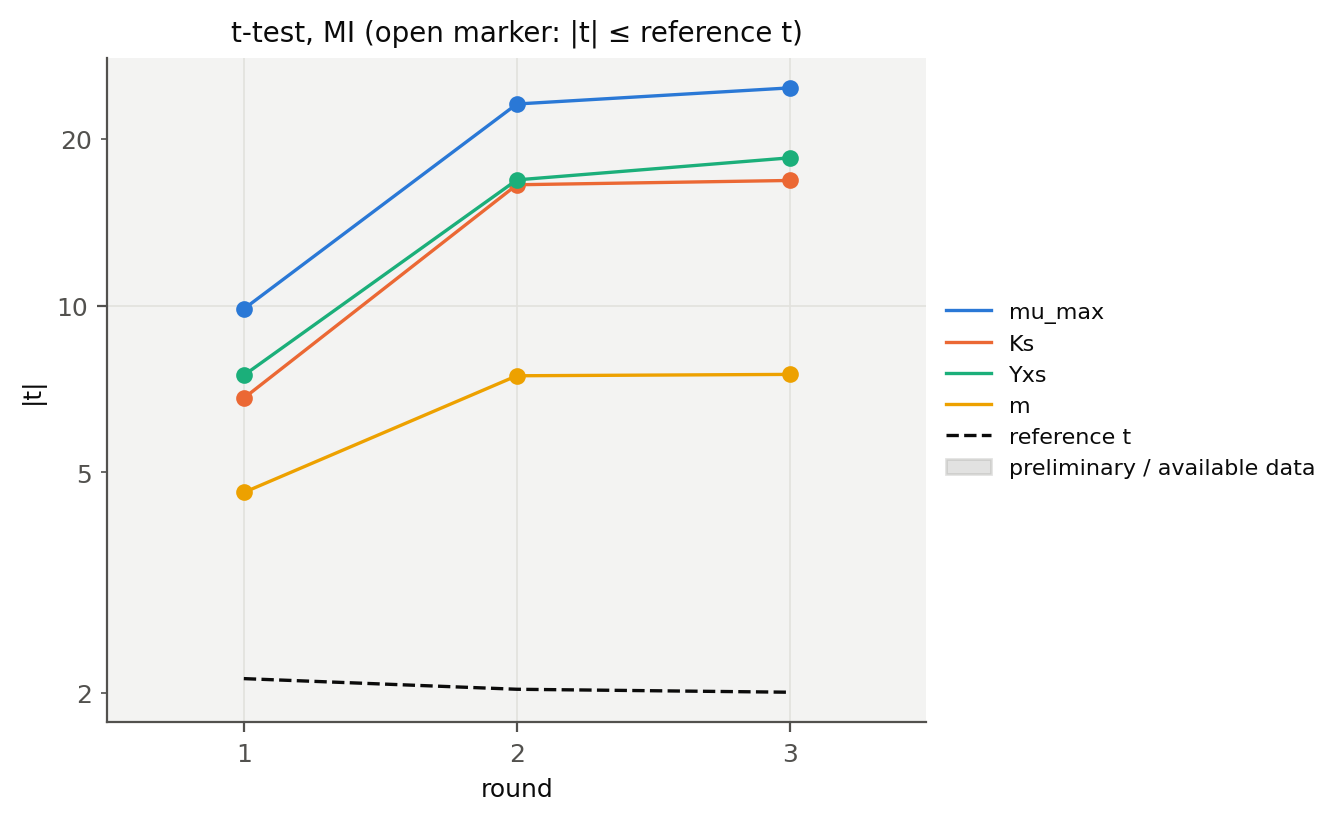 t-test, MI (open marker: |t| ≤ reference t)
20
10
5
2
|t|
1
2
3
round
mu_max
Ks
Yxs
m
reference t
preliminary / available data